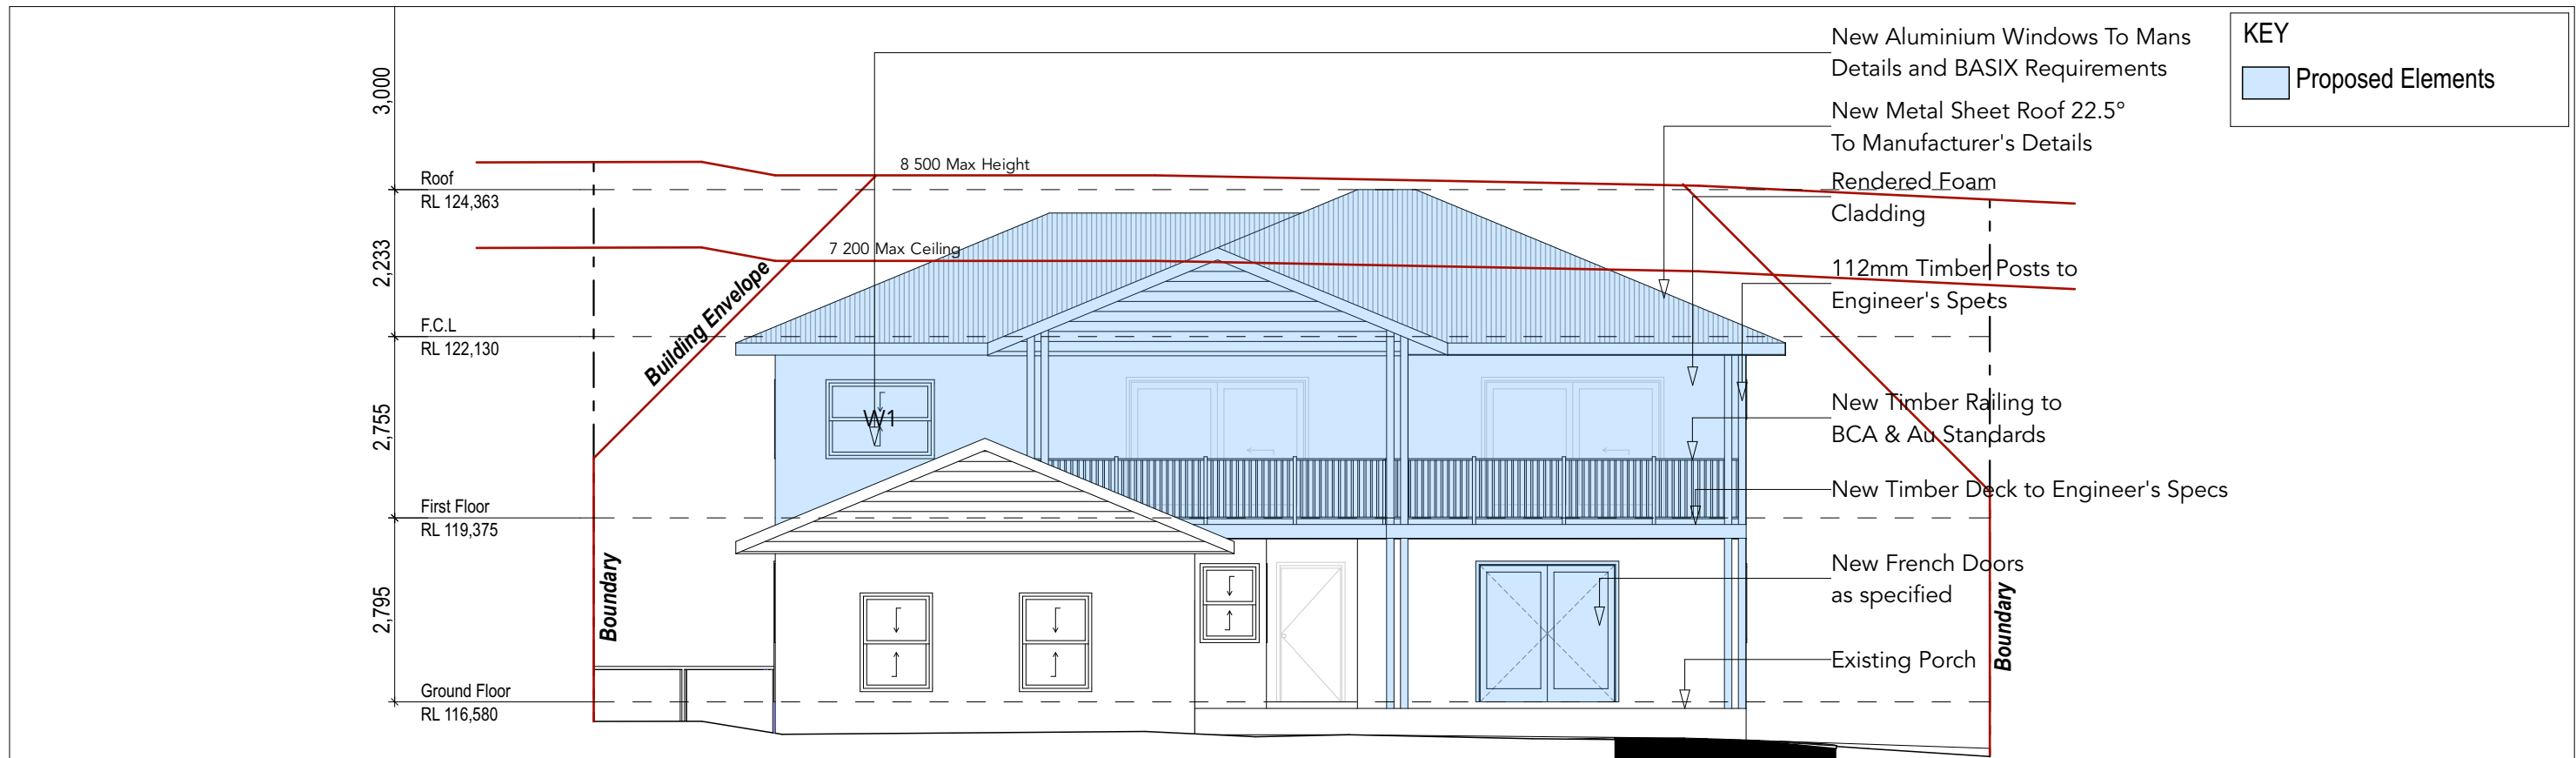 New Aluminium Windows To Mans
Details and BASIX Requirements
KEY
Proposed Elements
3,000
New Metal Sheet Roof 22.5°
To Manufacturer's Details
8 500 Max Height
Roof
RL 124,363
Rendered Foam
Cladding
2,233
7 200 Max Ceiling
Building Envelope
112mm Timber Posts to
Engineer's Specs
F.C.L
RL 122,130
2,755
W1
New Timber Railing to
BCA & Au Standards
New Timber Deck to Engineer's Specs
First Floor
RL 119,375
2,795
Boundary
New French Doors
as specified
Boundary
Existing Porch
Ground Floor
RL 116,580